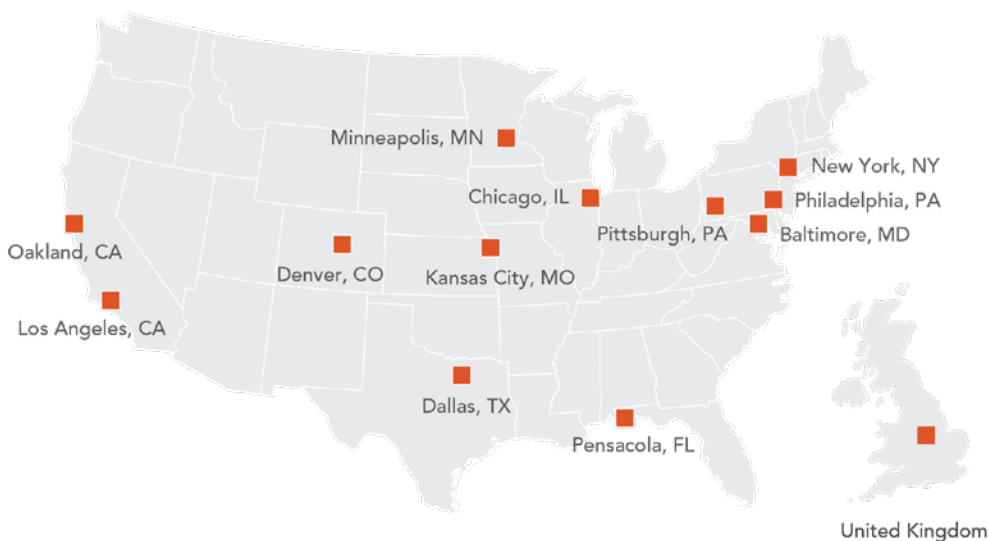 Minneapolis, MN
New York, NY
Chicago, IL
Philadelphia, PA
Pittsburgh, PA
Baltimore, MD
Oakland, CA
Denver, CO
Kansas City, MO
Los Angeles, CA
Dallas, TX
Pensacola, FL
United Kingdom